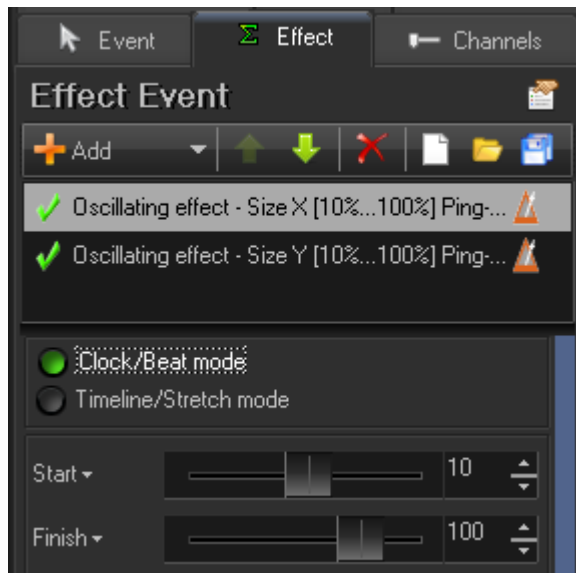 Event Effect Channels
Effect Event
Add
Oscillating effect - Size X [10%...100%] Ping-...
Oscillating effect - Size Y [10%...100%] Ping-...
Clock/Beat mode
Timeline/Stretch mode
Start 10
Finish 100